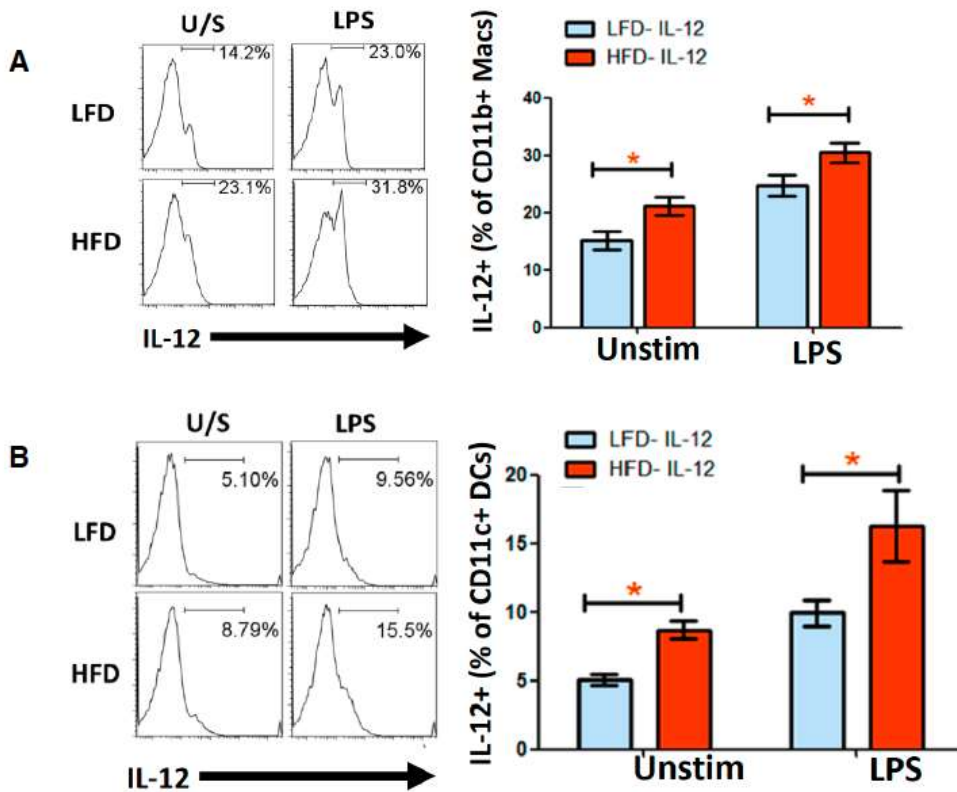 A
U/S LPS
LFD
14.2% 23.0%
HFD
23.1% 31.8%
IL-12
LFD- IL-12
HFD- IL-12
IL-12+ (% of CD11b+ Macs)
40
30
20
10
0
* *
Unstim LPS
B
U/S LPS
LFD
5.10% 9.56%
HFD
8.79% 15.5%
IL-12
LFD- IL-12
HFD- IL-12
IL-12+ (% of CD11c+ DCs)
20
15
10
5
0
* *
Unstim LPS